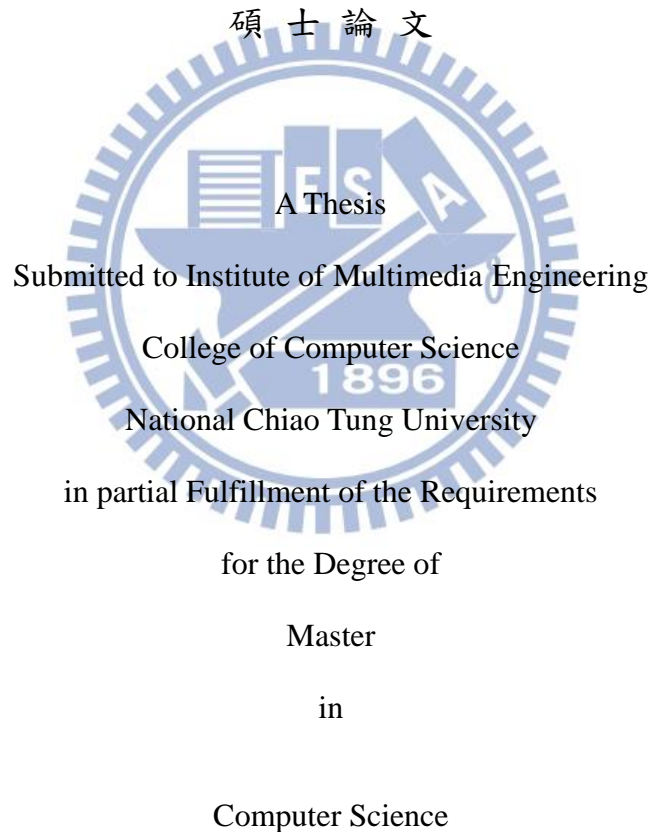 碩 士 論 文
E S A
A Thesis
Submitted to Institute of Multimedia Engineering
College of Computer Science
1896
National Chiao Tung University
in partial Fulfillment of the Requirements
for the Degree of
Master
in
Computer Science